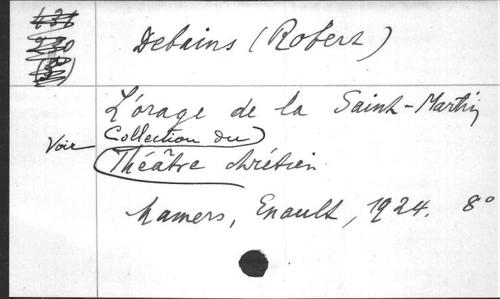 Debains (Robert)
L'orage de la Saint-Martin
Voir Collection du
Théâtre chrétien
Mamers, Enault, 1924. 8°